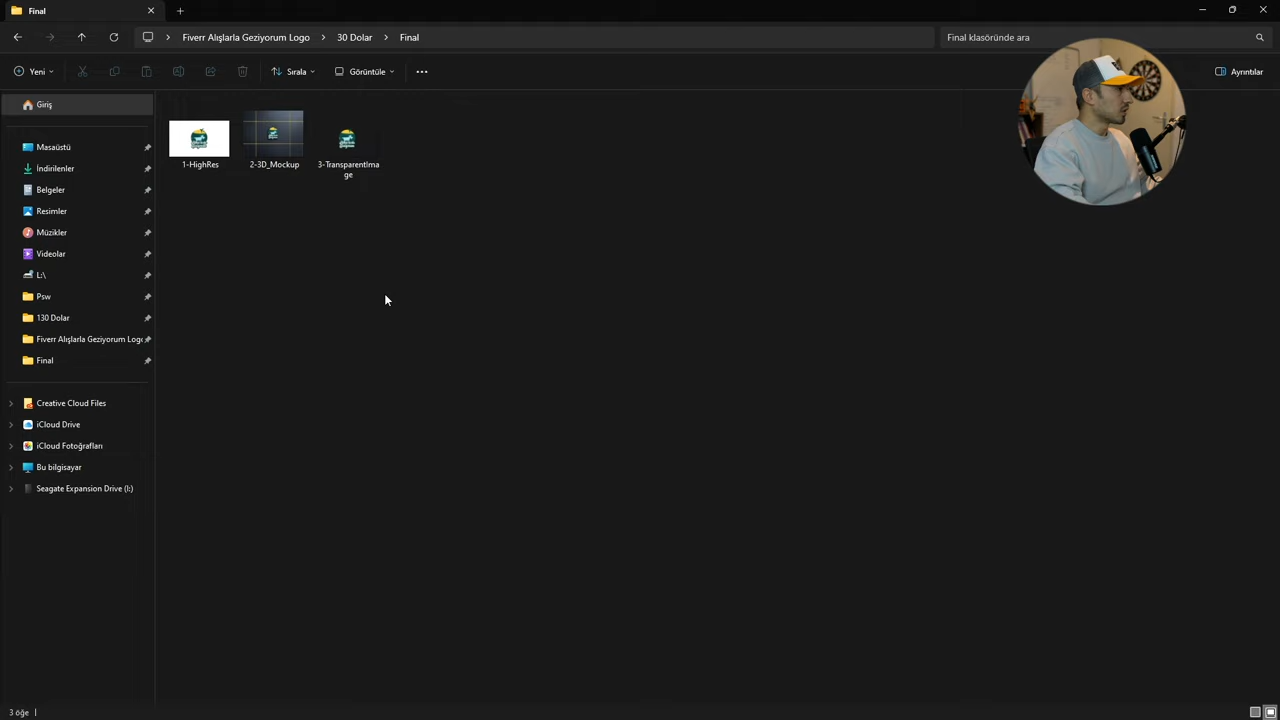 Final
Fiverr Alışlarla Geziyorum Logo
30 Dolar
Final
Final klasöründe ara
Yeni
Sırala
Görüntüle
Ayrıntılar
Giriş
Masaüstü
İndirilenler
Belgeler
Resimler
Müzikler
Videolar
L:\
Psw
130 Dolar
Fiverr Alışlarla Geziyorum Logo
Final
Creative Cloud Files
iCloud Drive
iCloud Fotoğrafları
Bu bilgisayar
Seagate Expansion Drive (I:)
1-HighRes
2-3D_Mockup
3-TransparentIma
ge
3 öğe